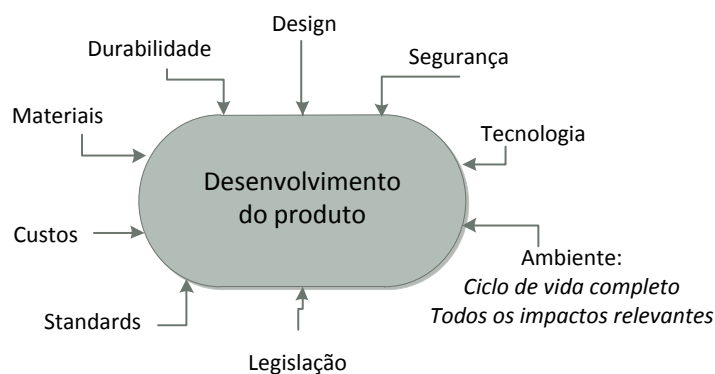 Design
Durabilidade
Segurança
Materiais
Tecnologia
Desenvolvimento
do produto
Custos
Ambiente:
Ciclo de vida completo
Todos os impactos relevantes
Standards
Legislação